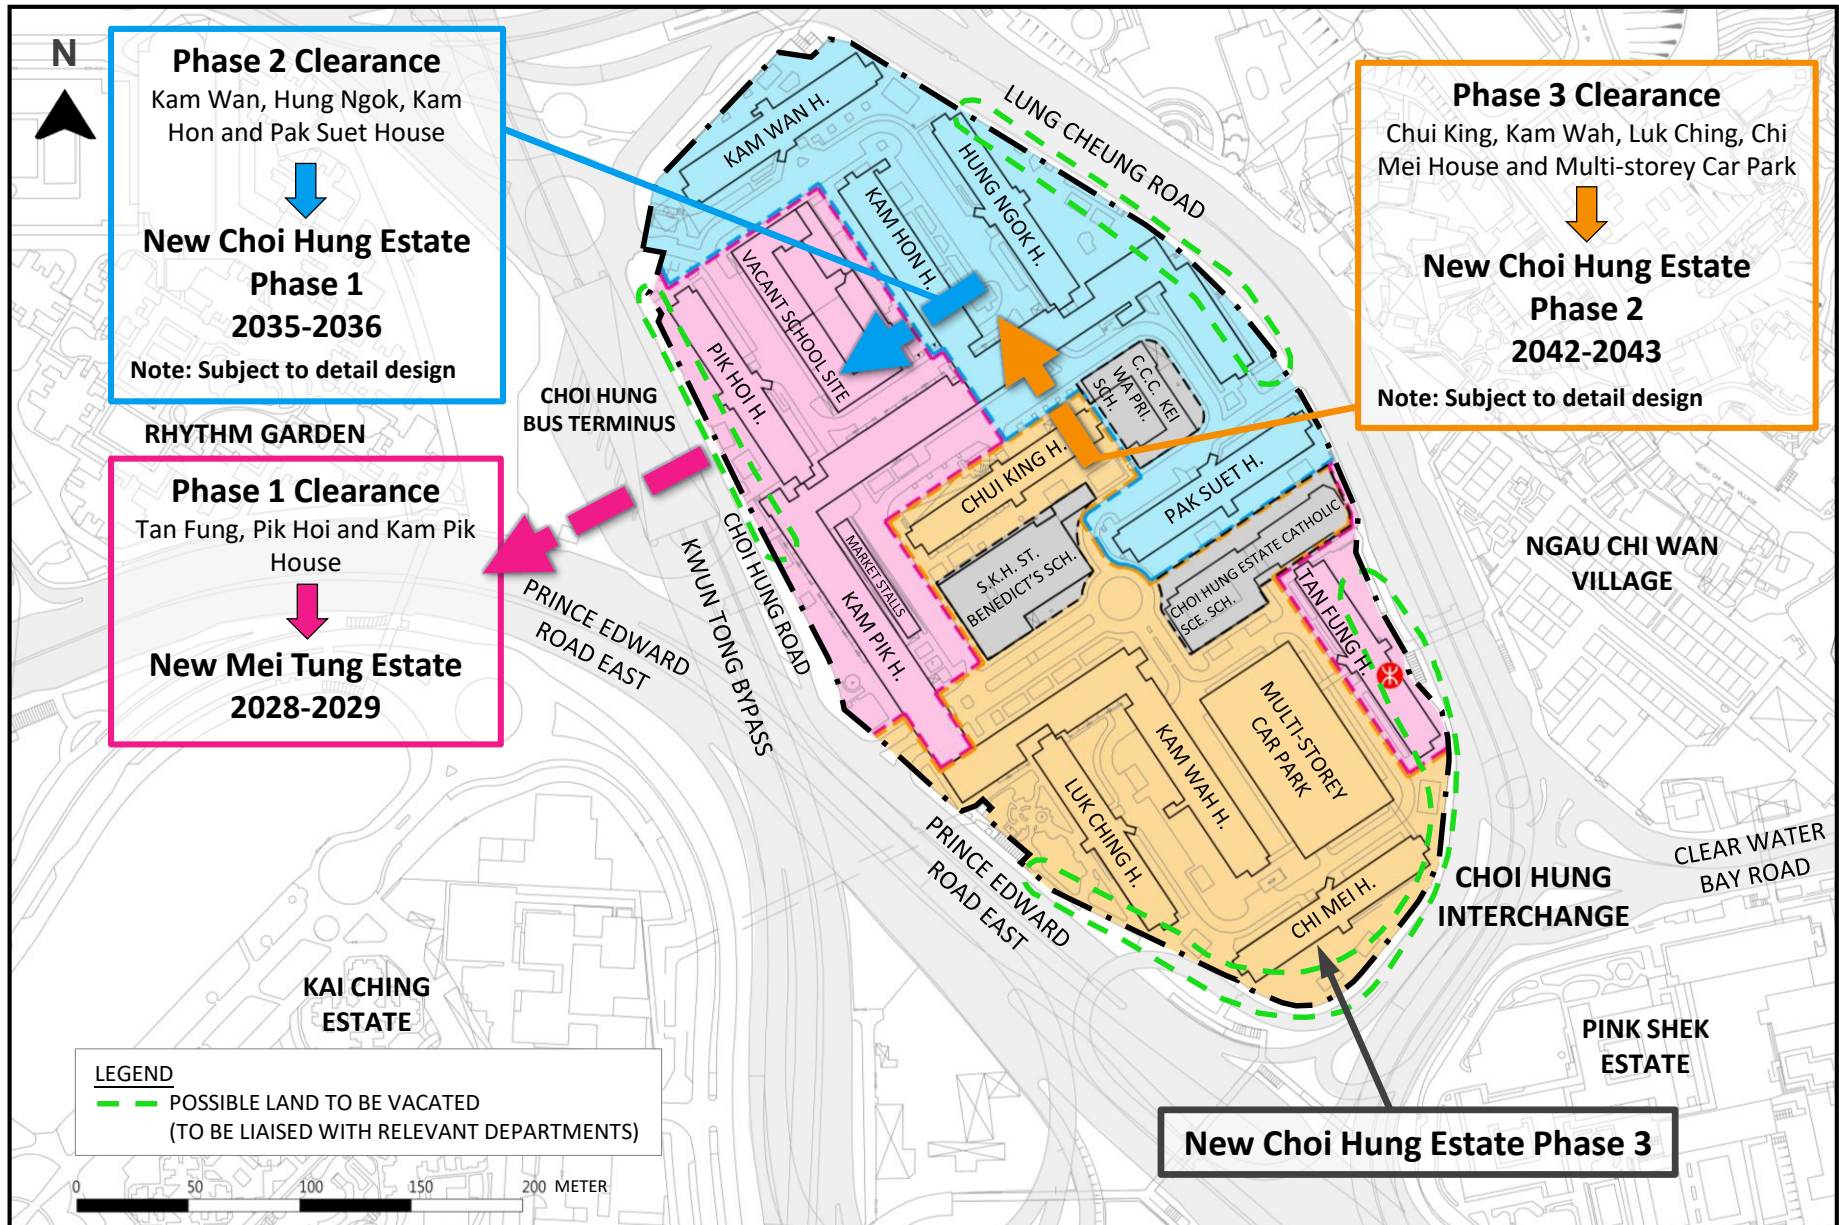 N
Phase 2 Clearance
Kam Wan, Hung Ngok, Kam
Hon and Pak Suet House
New Choi Hung Estate
Phase 1
2035-2036
Note: Subject to detail design
RHYTHM GARDEN
Phase 1 Clearance
Tan Fung, Pik Hoi and Kam Pik
House
New Mei Tung Estate
2028-2029
Phase 3 Clearance
Chui King, Kam Wah, Luk Ching, Chi
Mei House and Multi-storey Car Park
New Choi Hung Estate
Phase 2
2042-2043
Note: Subject to detail design
LUNG CHEUNG ROAD
KAM WAN H.
HUNG NGOK H.
KAM HON H.
VACANT SCHOOL SITE
PIK HOI H.
CHOI HUNG
BUS TERMINUS
C.C.C. KEI
WA PRI.
SCH.
CHUI KING H.
PAK SUET H.
MARKET STALLS
S.K.H. ST.
BENEDICT'S SCH.
CHOI HUNG ESTATE CATHOLIC
SCE. SCH.
TAN FUNG H.
KAM PIK H.
CHOI HUNG ROAD
KWUN TONG BYPASS
PRINCE EDWARD
ROAD EAST
NGAU CHI WAN
VILLAGE
MULTI-STOREY
CAR PARK
KAM WAH H.
LUK CHING H.
CHI MEI H.
PRINCE EDWARD
ROAD EAST
CHOI HUNG
INTERCHANGE
CLEAR WATER
BAY ROAD
KAI CHING
ESTATE
PINK SHEK
ESTATE
New Choi Hung Estate Phase 3
LEGEND
POSSIBLE LAND TO BE VACATED
(TO BE LIAISED WITH RELEVANT DEPARTMENTS)
0 50 100 150 200 METER